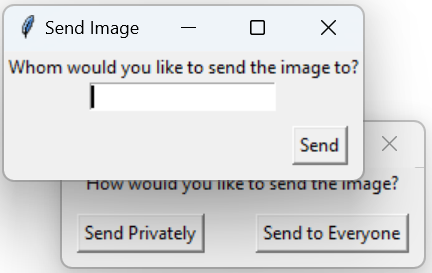 Send Image
Whom would you like to send the image to?
Send
How would you like to send the image?
Send Privately
Send to Everyone